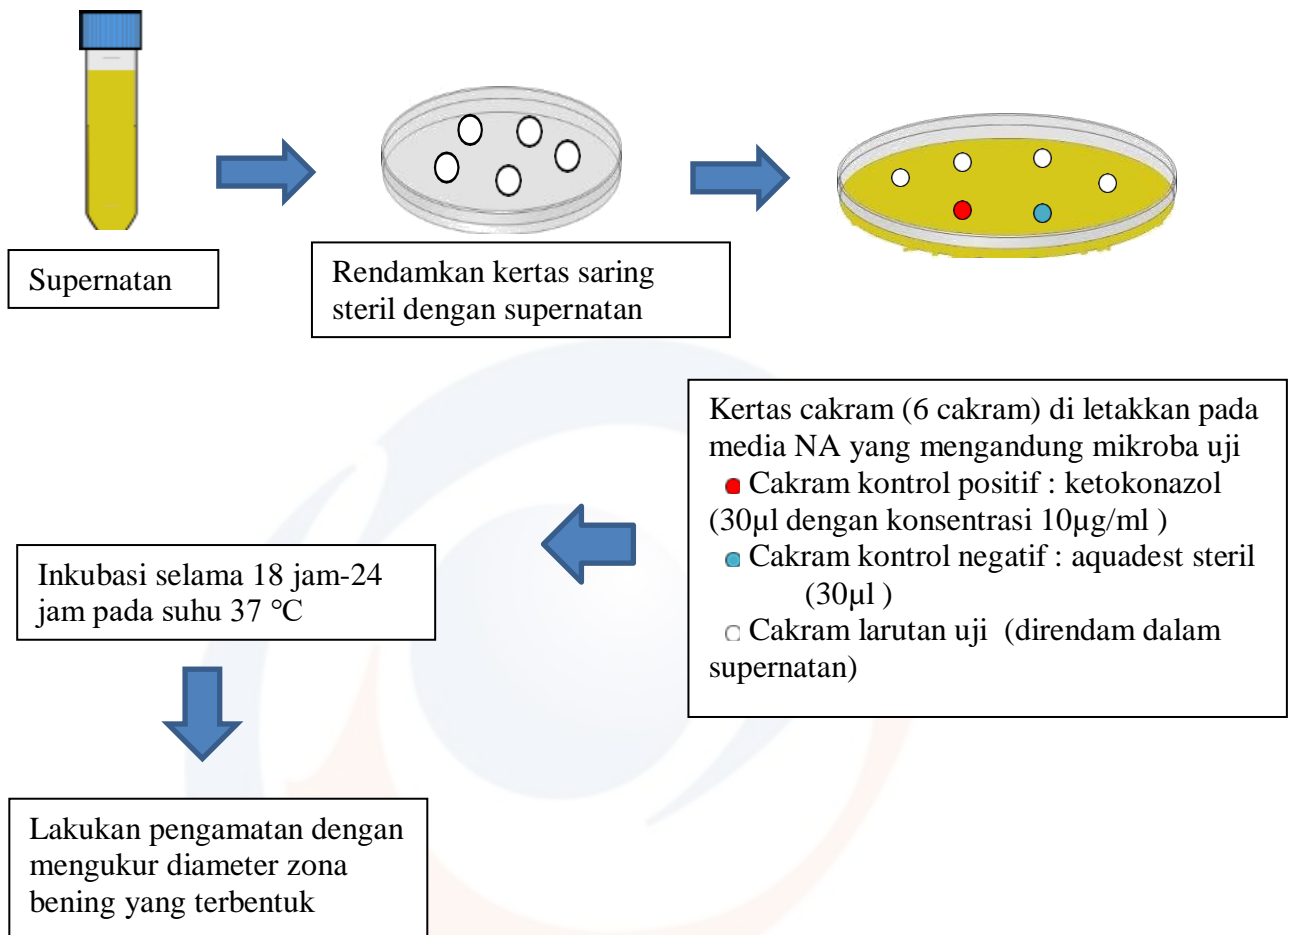 Supernatan
Rendamkan kertas saring
steril dengan supernatan
Kertas cakram (6 cakram) di letakkan pada
media NA yang mengandung mikroba uji
Cakram kontrol positif : ketokonazol
(30µl dengan konsentrasi 10µg/ml )
Cakram kontrol negatif : aquadest steril
(30µl )
Cakram larutan uji (direndam dalam
supernatan)
Inkubasi selama 18 jam-24
jam pada suhu 37 ℃
Lakukan pengamatan dengan
mengukur diameter zona
bening yang terbentuk